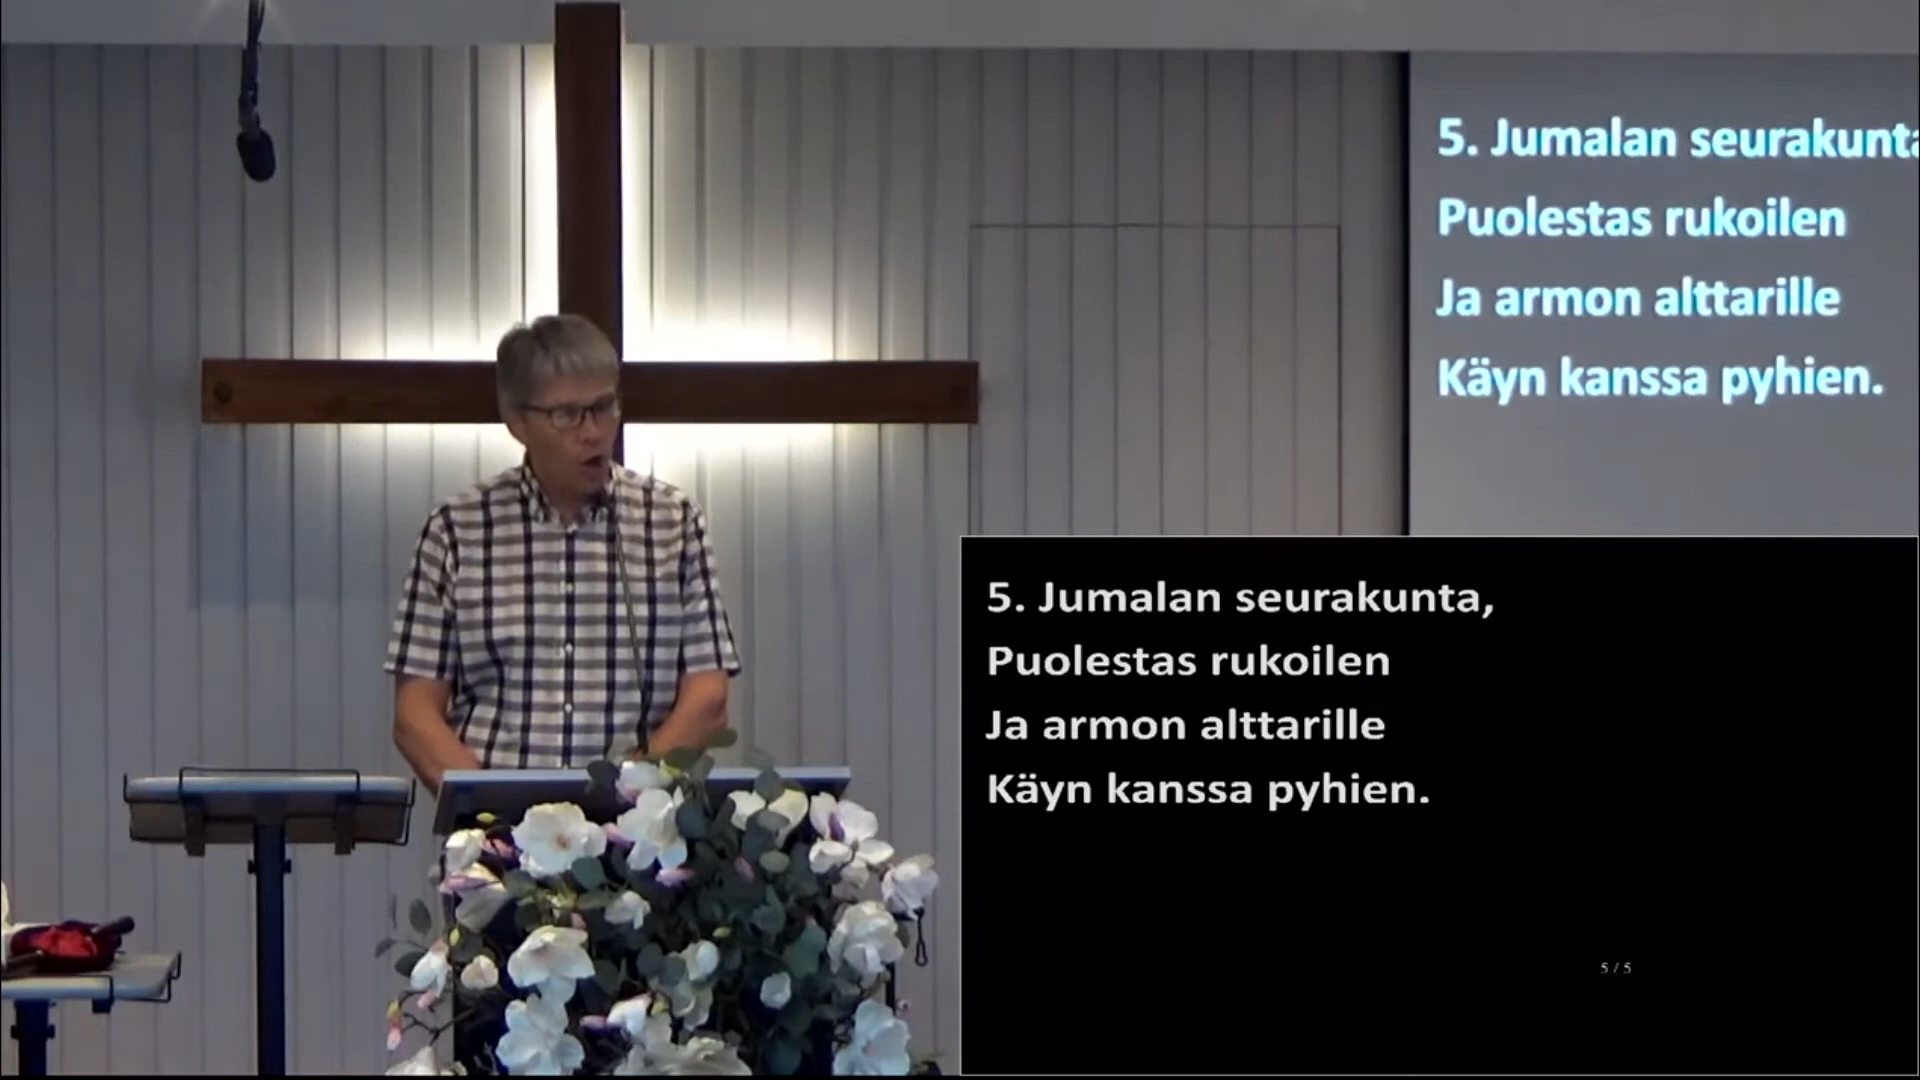 5. Jumalan seurakunta
Puolestas rukoilen
Ja armon alttarille
Käyn kanssa pyhien.
5. Jumalan seurakunta,
Puolestas rukoilen
Ja armon alttarille
Käyn kanssa pyhien.
5 / 5